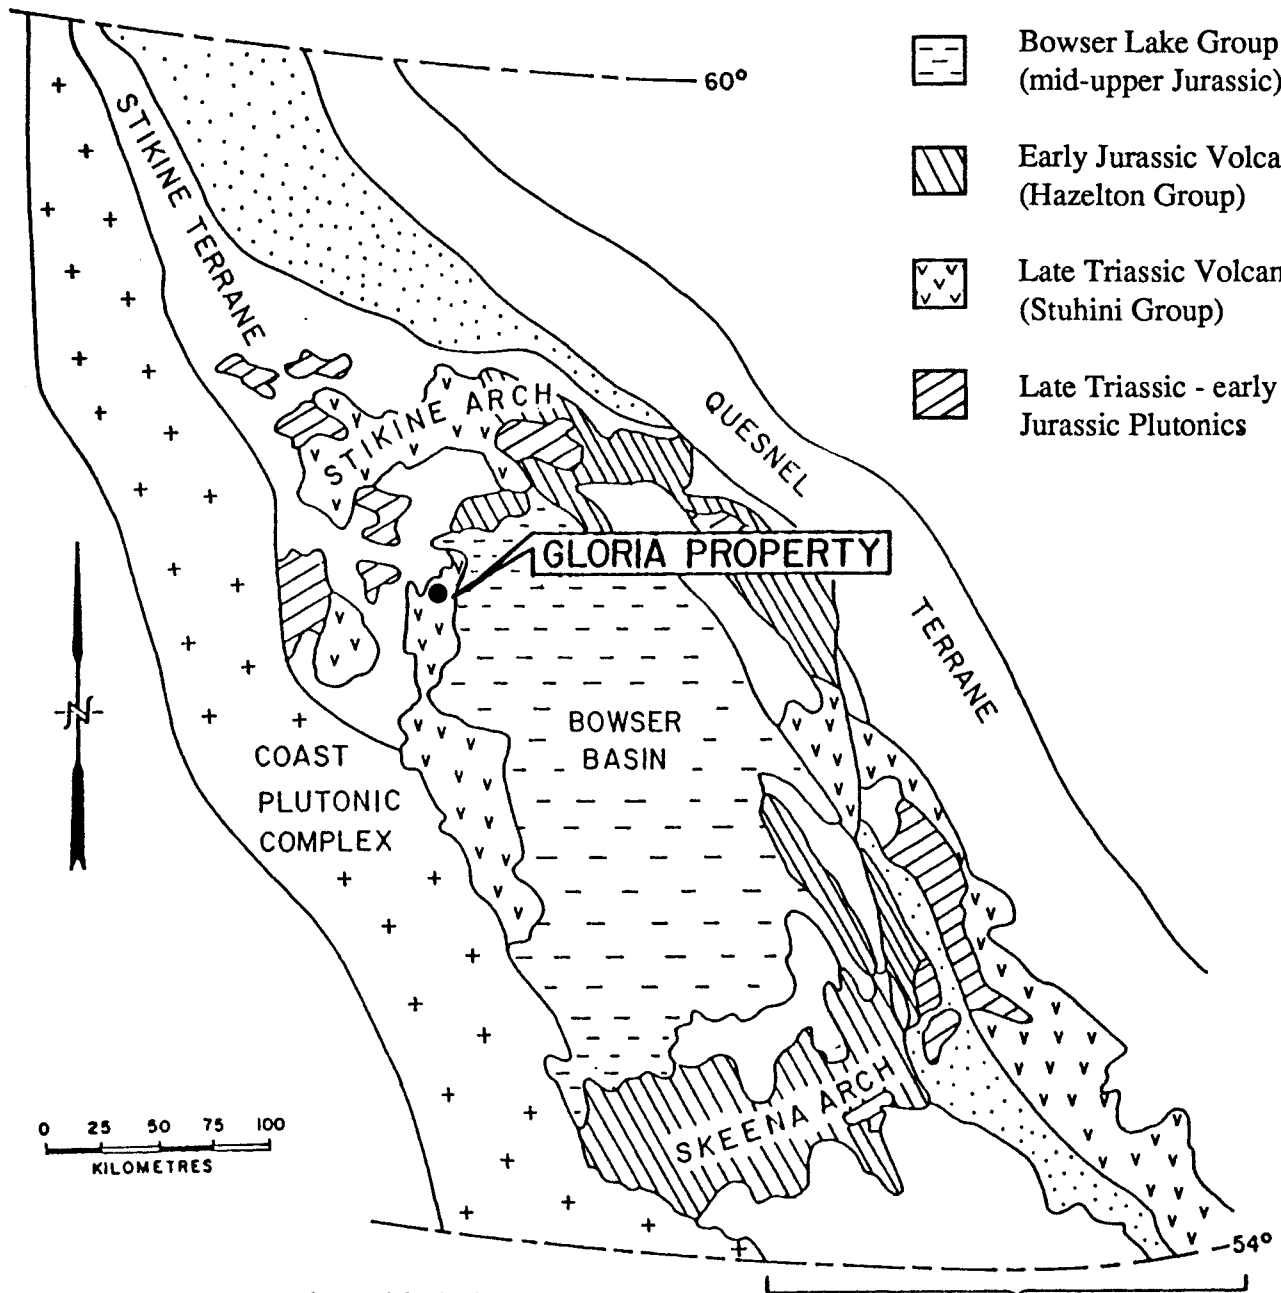 60°
Bowser Lake Group
(mid-upper Jurassic)
Early Jurassic Volca
(Hazelton Group)
Late Triassic Volcan
(Stuhini Group)
Late Triassic - early
Jurassic Plutonics
STIKINE TERRANE
STIKINE ARCH
QUESNEL
TERRANE
GLORIA PROPERTY
N
BOWSER
BASIN
COAST
PLUTONIC
COMPLEX
SKEENA ARCH
0 25 50 75 100
KILOMETRES
54°